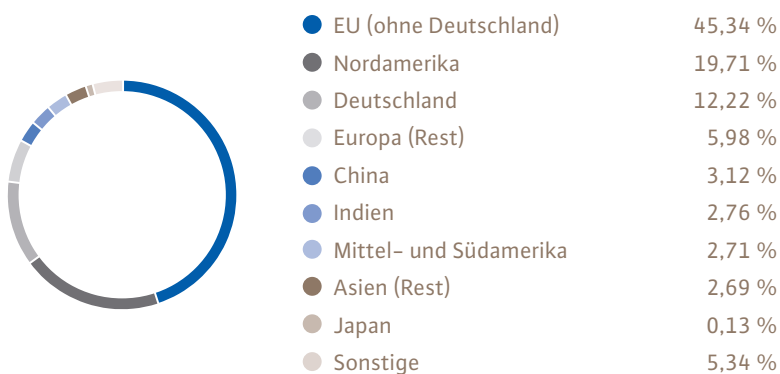 EU (ohne Deutschland) 45,34 %
Nordamerika 19,71 %
Deutschland 12,22 %
Europa (Rest) 5,98 %
China 3,12 %
Indien 2,76 %
Mittel– und Südamerika 2,71 %
Asien (Rest) 2,69 %
Japan 0,13 %
Sonstige 5,34 %